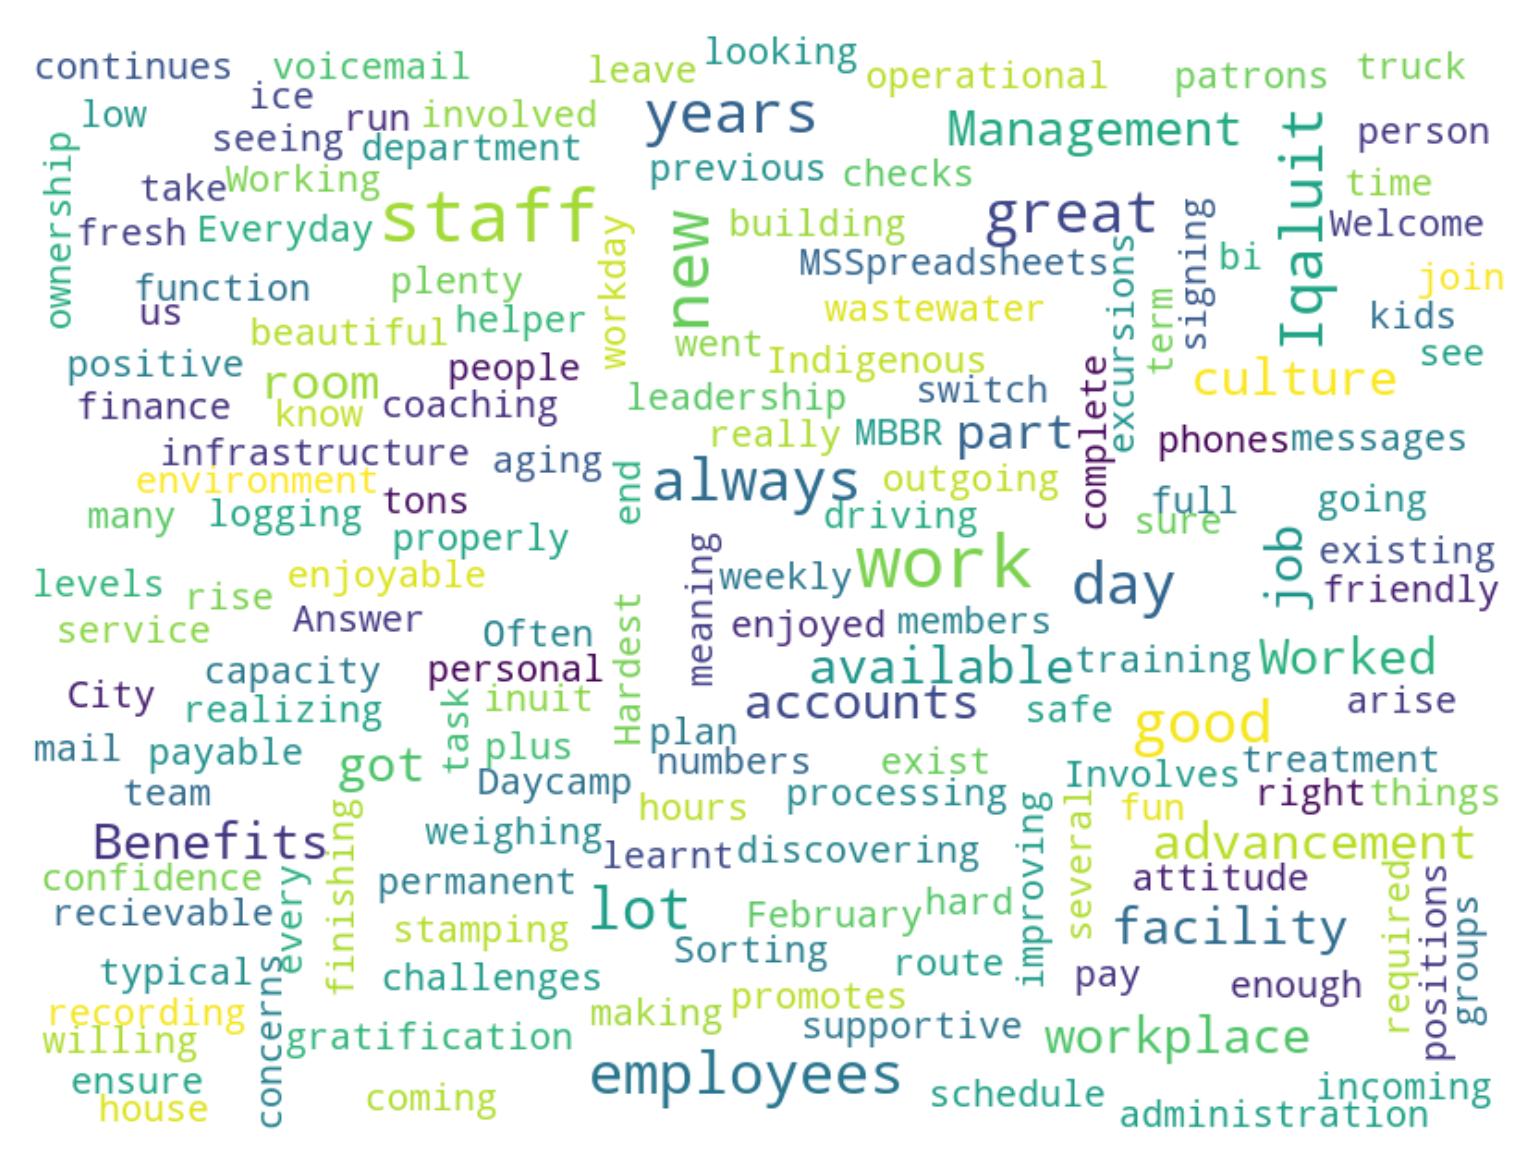 continues voicemail leave looking operational patrons truck
low ice run involved years Management Iqaluit person
ownership seeing department previous checks time
take Working staff workday new building great signing Welcome
fresh Everyday MSSpreadsheets excursions bi join
function plenty wastewater term kids
us beautiful helper went Indigenous see
positive room people leadership switch complete culture
finance know coaching really MBBR part phones messages
infrastructure aging end always outgoing full going
environment tons driving sure
many logging properly meaning work job existing
levels rise enjoyable weekly day friendly
service Answer Often Hardest enjoyed members
capacity personal available training Worked
City realizing task inuit accounts safe good arise
mail payable got plus plan numbers exist Involves treatment
team Daycamp hours processing improving several fun right things
Benefits finishing weighing learnt discovering advancement
confidence every permanent lot February hard attitude required positions groups
recievable stamping Sorting facility
typical concerns challenges route pay enough
recording making promotes
willing gratification supportive workplace
ensure employees schedule incoming
house coming administration